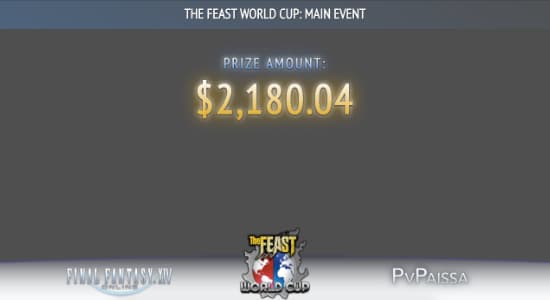 THE FEAST WORLD CUP: MAIN EVENT
PRIZE AMOUNT:
$2,180.04
The FEAST
WORLD CUP
FINAL FANTASY XIV
ONLINE
PVPAISSA